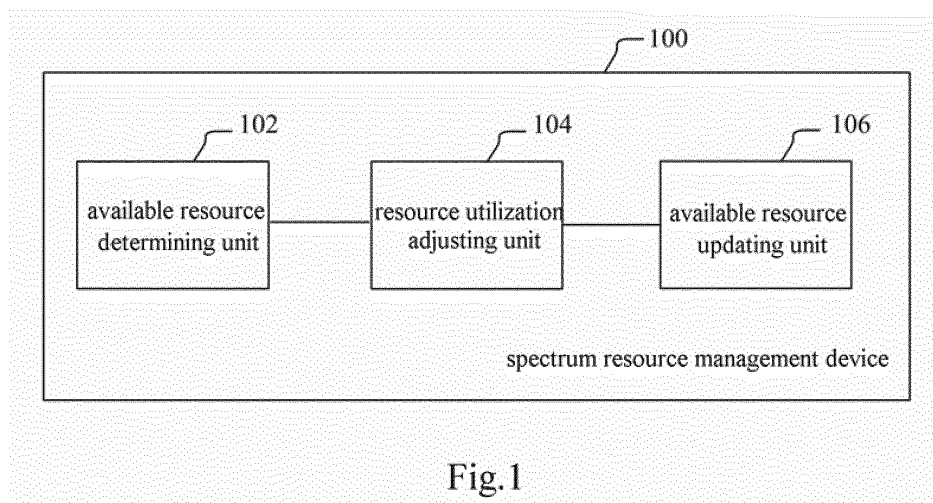 100
102
104
106
available resource
determining unit
resource utilization
adjusting unit
available resource
updating unit
spectrum resource management device
Fig.1